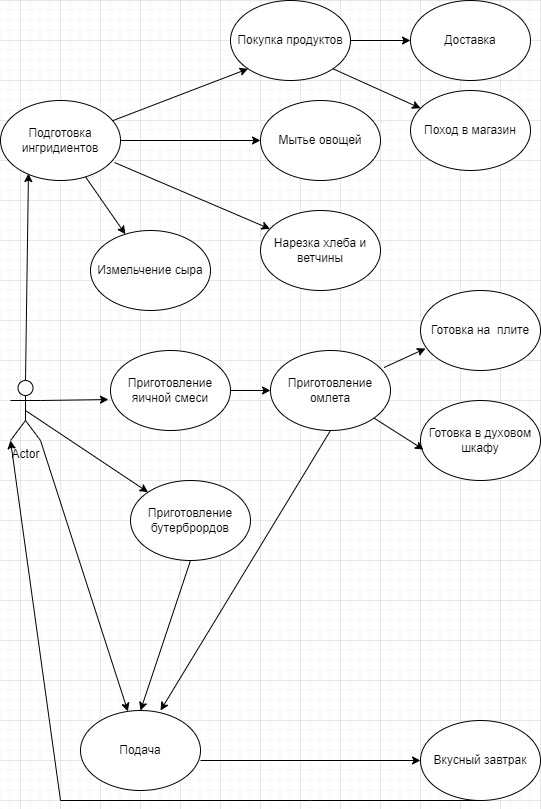 Покупка продуктов
Доставка
Подготовка
ингридиентов
Мытье овощей
Поход в магазин
Нарезка хлеба и
ветчины
Измельчение сыра
Готовка на плите
Приготовление
яичной смеси
Приготовление
омлета
Готовка в духовом
шкафу
Actor
Приготовление
бутербрордов
Подача
Вкусный завтрак